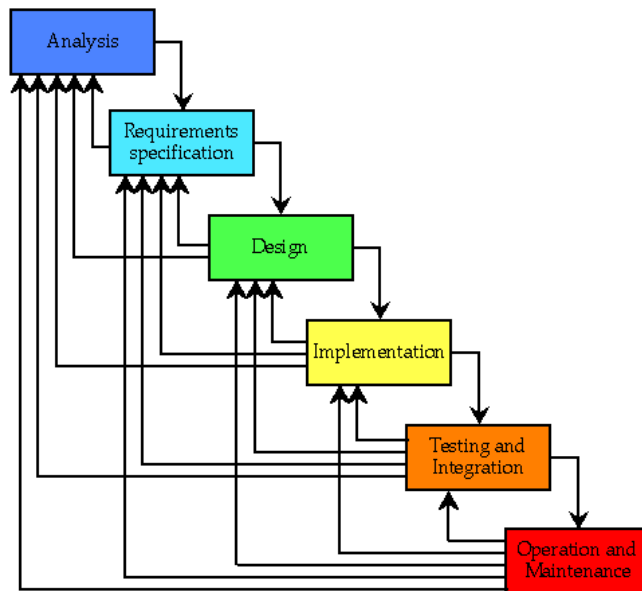 Analysis
Requirements
specification
Design
Implementation
Testing and
Integration
Operation and
Maintenance